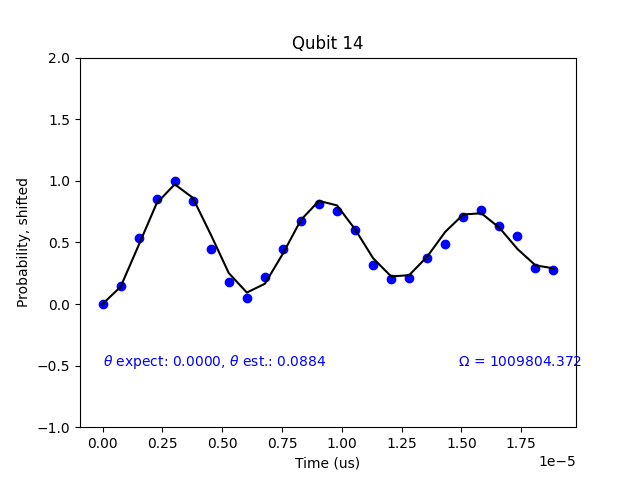 Qubit 14
2.0
1.5
1.0
0.5
0.0
−0.5
−1.0
Probability, shifted
θ expect: 0.0000, θ est.: 0.0884
Ω = 1009804.372
0.00 0.25 0.50 0.75 1.00 1.25 1.50 1.75
1e−5
Time (us)